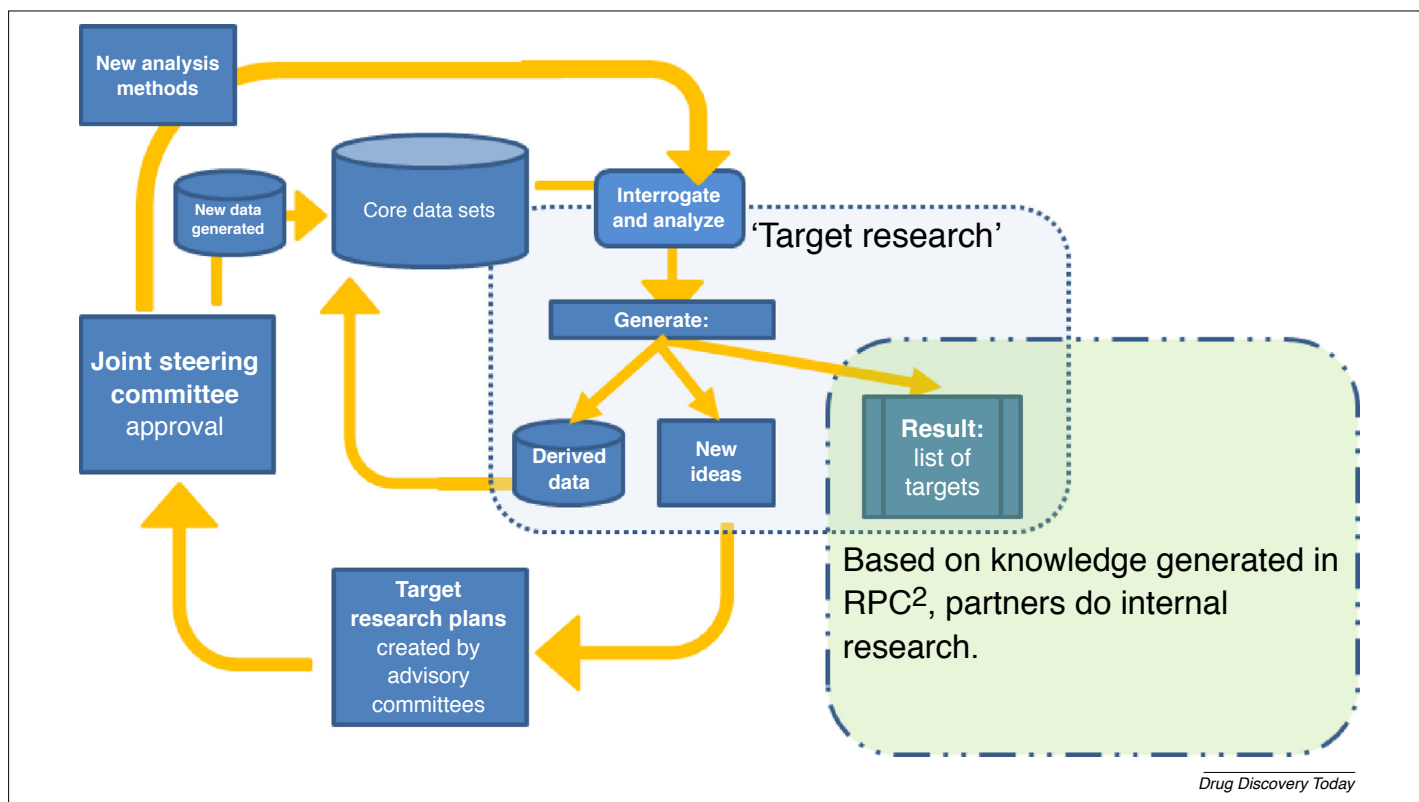 New analysis
methods
New data
generated
Core data sets
Interrogate
and analyze
‘Target research’
Generate:
Joint steering
committee
approval
Derived
data
New
ideas
Result:
list of
targets
Based on knowledge generated in
RPC², partners do internal
research.
Target
research plans
created by
advisory
committees
Drug Discovery Today